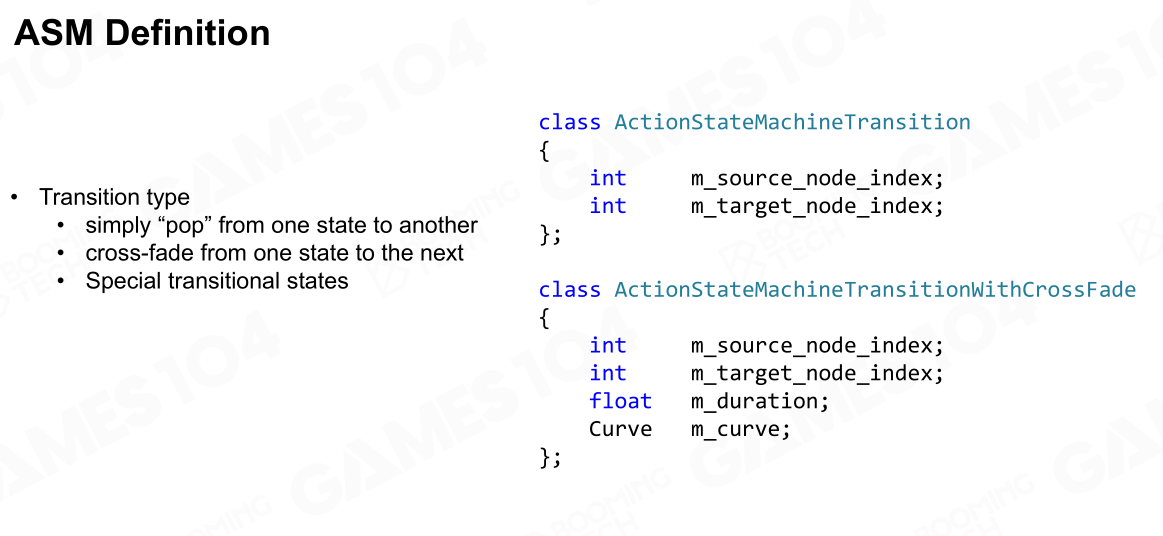 ASM Definition
• Transition type
• simply “pop” from one state to another
• cross-fade from one state to the next
• Special transitional states
class ActionStateMachineTransition
{
int m_source_node_index;
int m_target_node_index;
};
class ActionStateMachineTransitionWithCrossFade
{
int m_source_node_index;
int m_target_node_index;
float m_duration;
Curve m_curve;
};
GAMES104
BOOMING
TECH